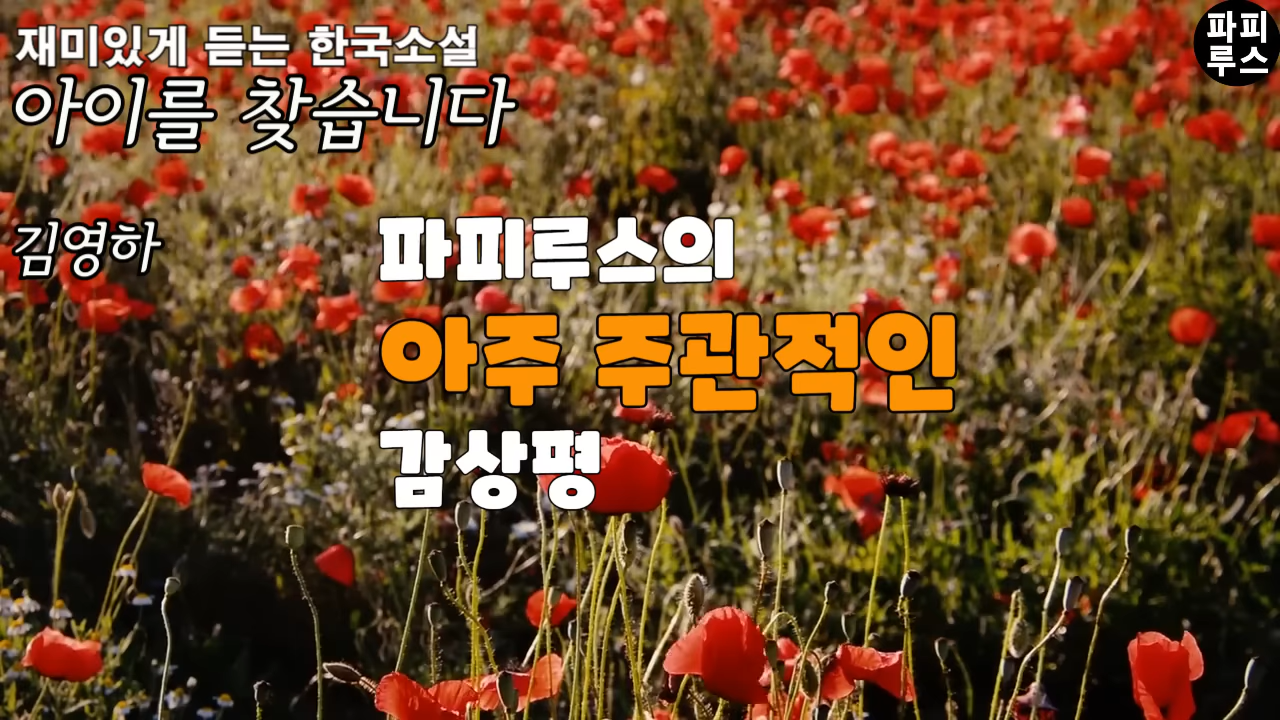 재미있게 듣는 한국소설
아이를 찾습니다
김영하
파피루스의
아주 주관적인
감상평
파피
루스